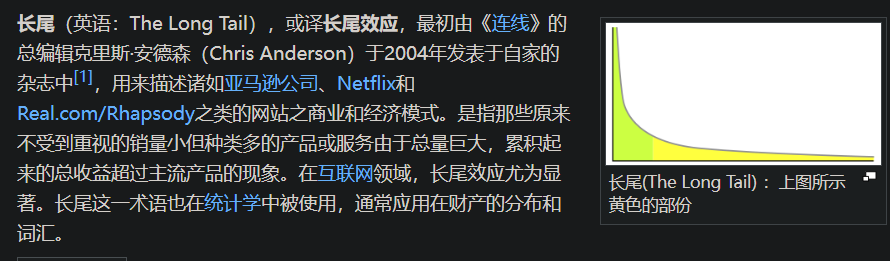 长尾（英语：The Long Tail），或译长尾效应，最初由《连线》的
总编辑克里斯·安德森（Chris Anderson）于2004年发表于自家的
杂志中[1]，用来描述诸如亚马逊公司、Netflix和
Real.com/Rhapsody之类的网站之商业和经济模式。是指那些原来
不受到重视的销量小但种类多的产品或服务由于总量巨大，累积起
来的总收益超过主流产品的现象。在互联网领域，长尾效应尤为显
著。长尾这一术语也在统计学中被使用，通常应用在财产的分布和
词汇。
长尾(The Long Tail) ：上图所示
黄色的部份